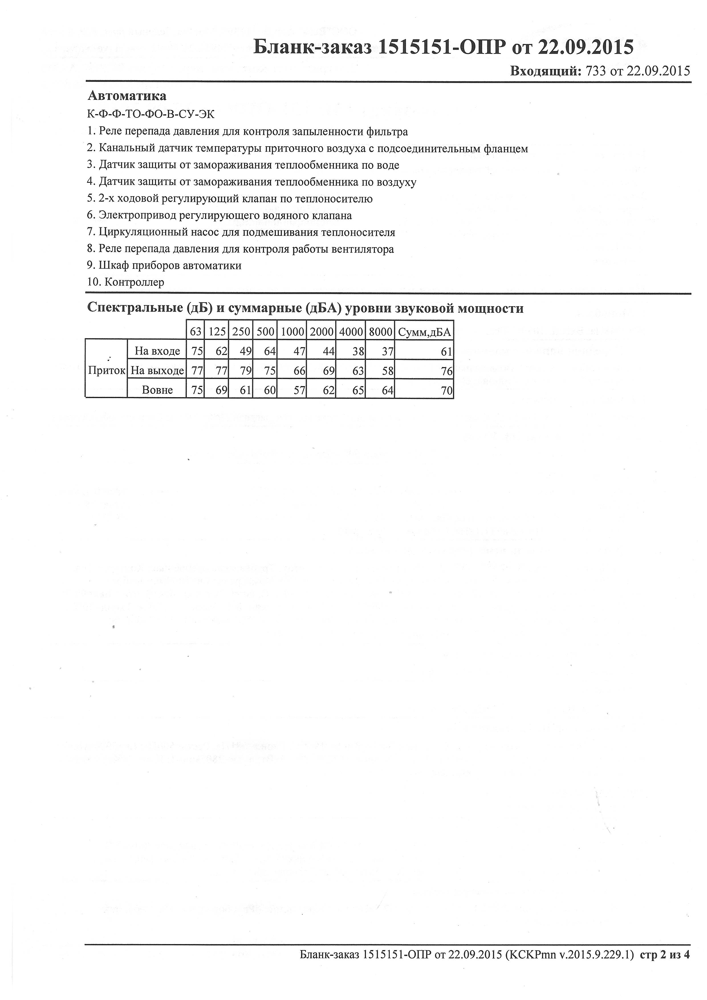 Бланк-заказ 1515151-ОПР от 22.09.2015
Входящий: 733 от 22.09.2015
Автоматика
К-Ф-Ф-ТО-ФО-В-СУ-ЭК
1. Реле перепада давления для контроля запыленности фильтра
2. Канальный датчик температуры приточного воздуха с подсоединительным фланцем
3. Датчик защиты от замораживания теплообменника по воде
4. Датчик защиты от замораживания теплообменника по воздуху
5. 2-х ходовой регулирующий клапан по теплоносителю
6. Электропривод регулирующего водяного клапана
7. Циркуляционный насос для подмешивания теплоносителя
8. Реле перепада давления для контроля работы вентилятора
9. Шкаф приборов автоматики
10. Контроллер
Спектральные (дБ) и суммарные (дБА) уровни звуковой мощности
63 125 250 500 1000 2000 4000 8000 Сумм,дБА
На входе 75 62 49 64 47 44 38 37 61
Приток На выходе 77 77 79 75 66 69 63 58 76
Вовне 75 69 61 60 57 62 65 64 70
Бланк-заказ 1515151-ОПР от 22.09.2015 (KCKPmn v.2015.9.229.1) стр 2 из 4